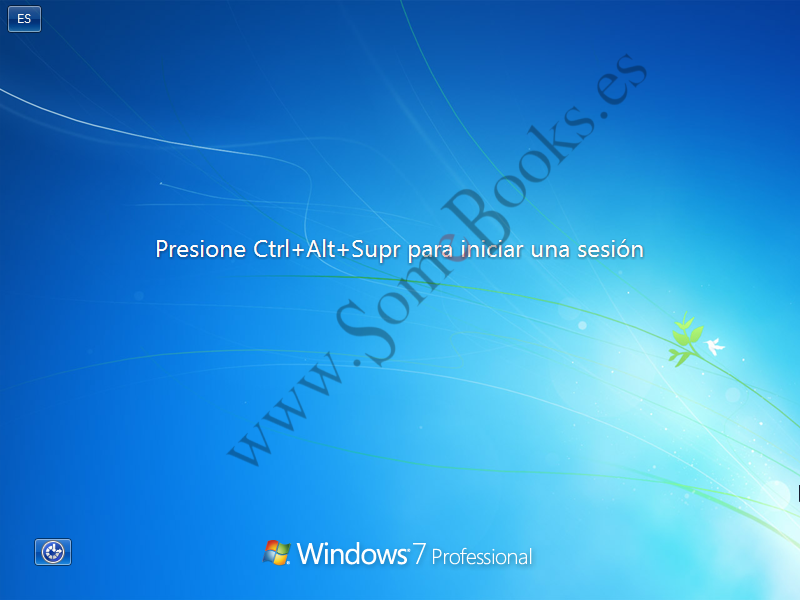 ES
www.SomeBooks.es
Presione Ctrl+Alt+Supr para iniciar una sesión
Windows 7 Professional